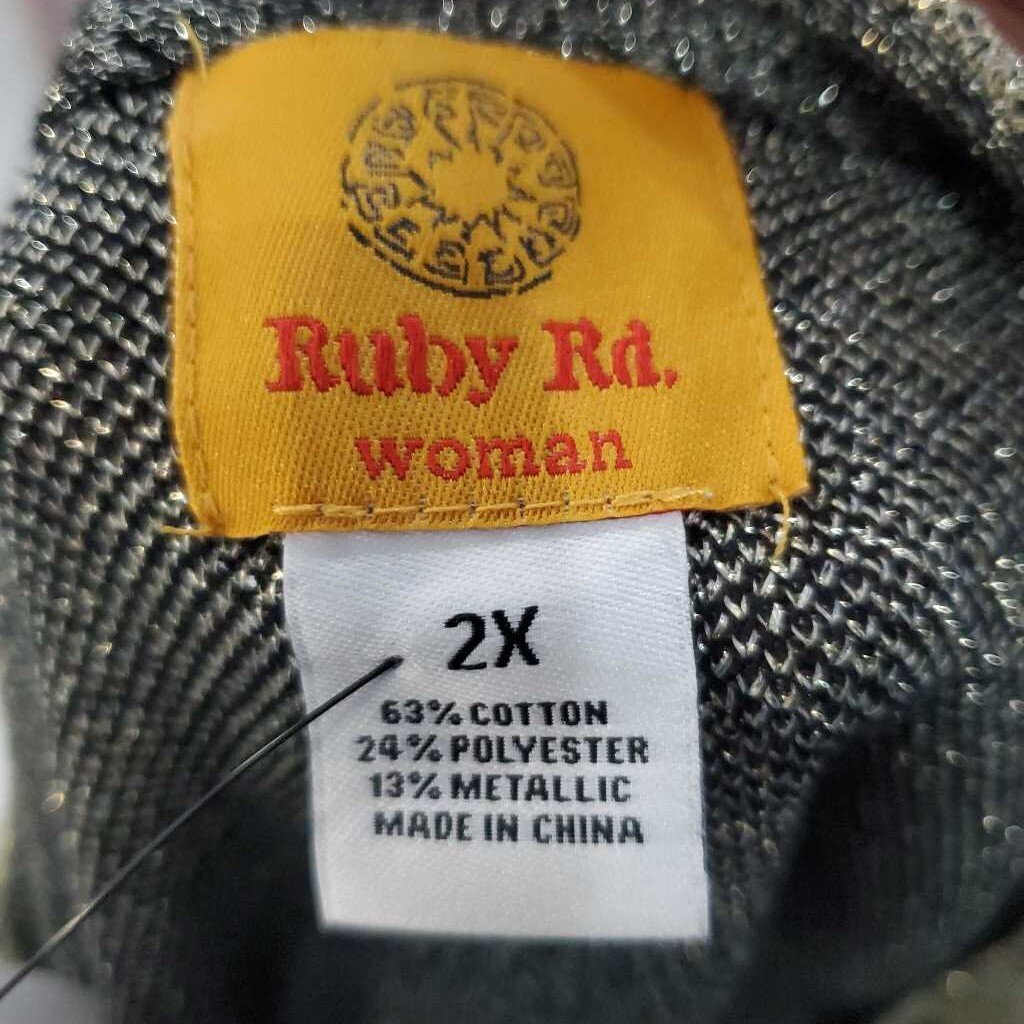 Ruby Rd.
woman
2X
63% COTTON
24% POLYESTER
13% METALLIC
MADE IN CHINA